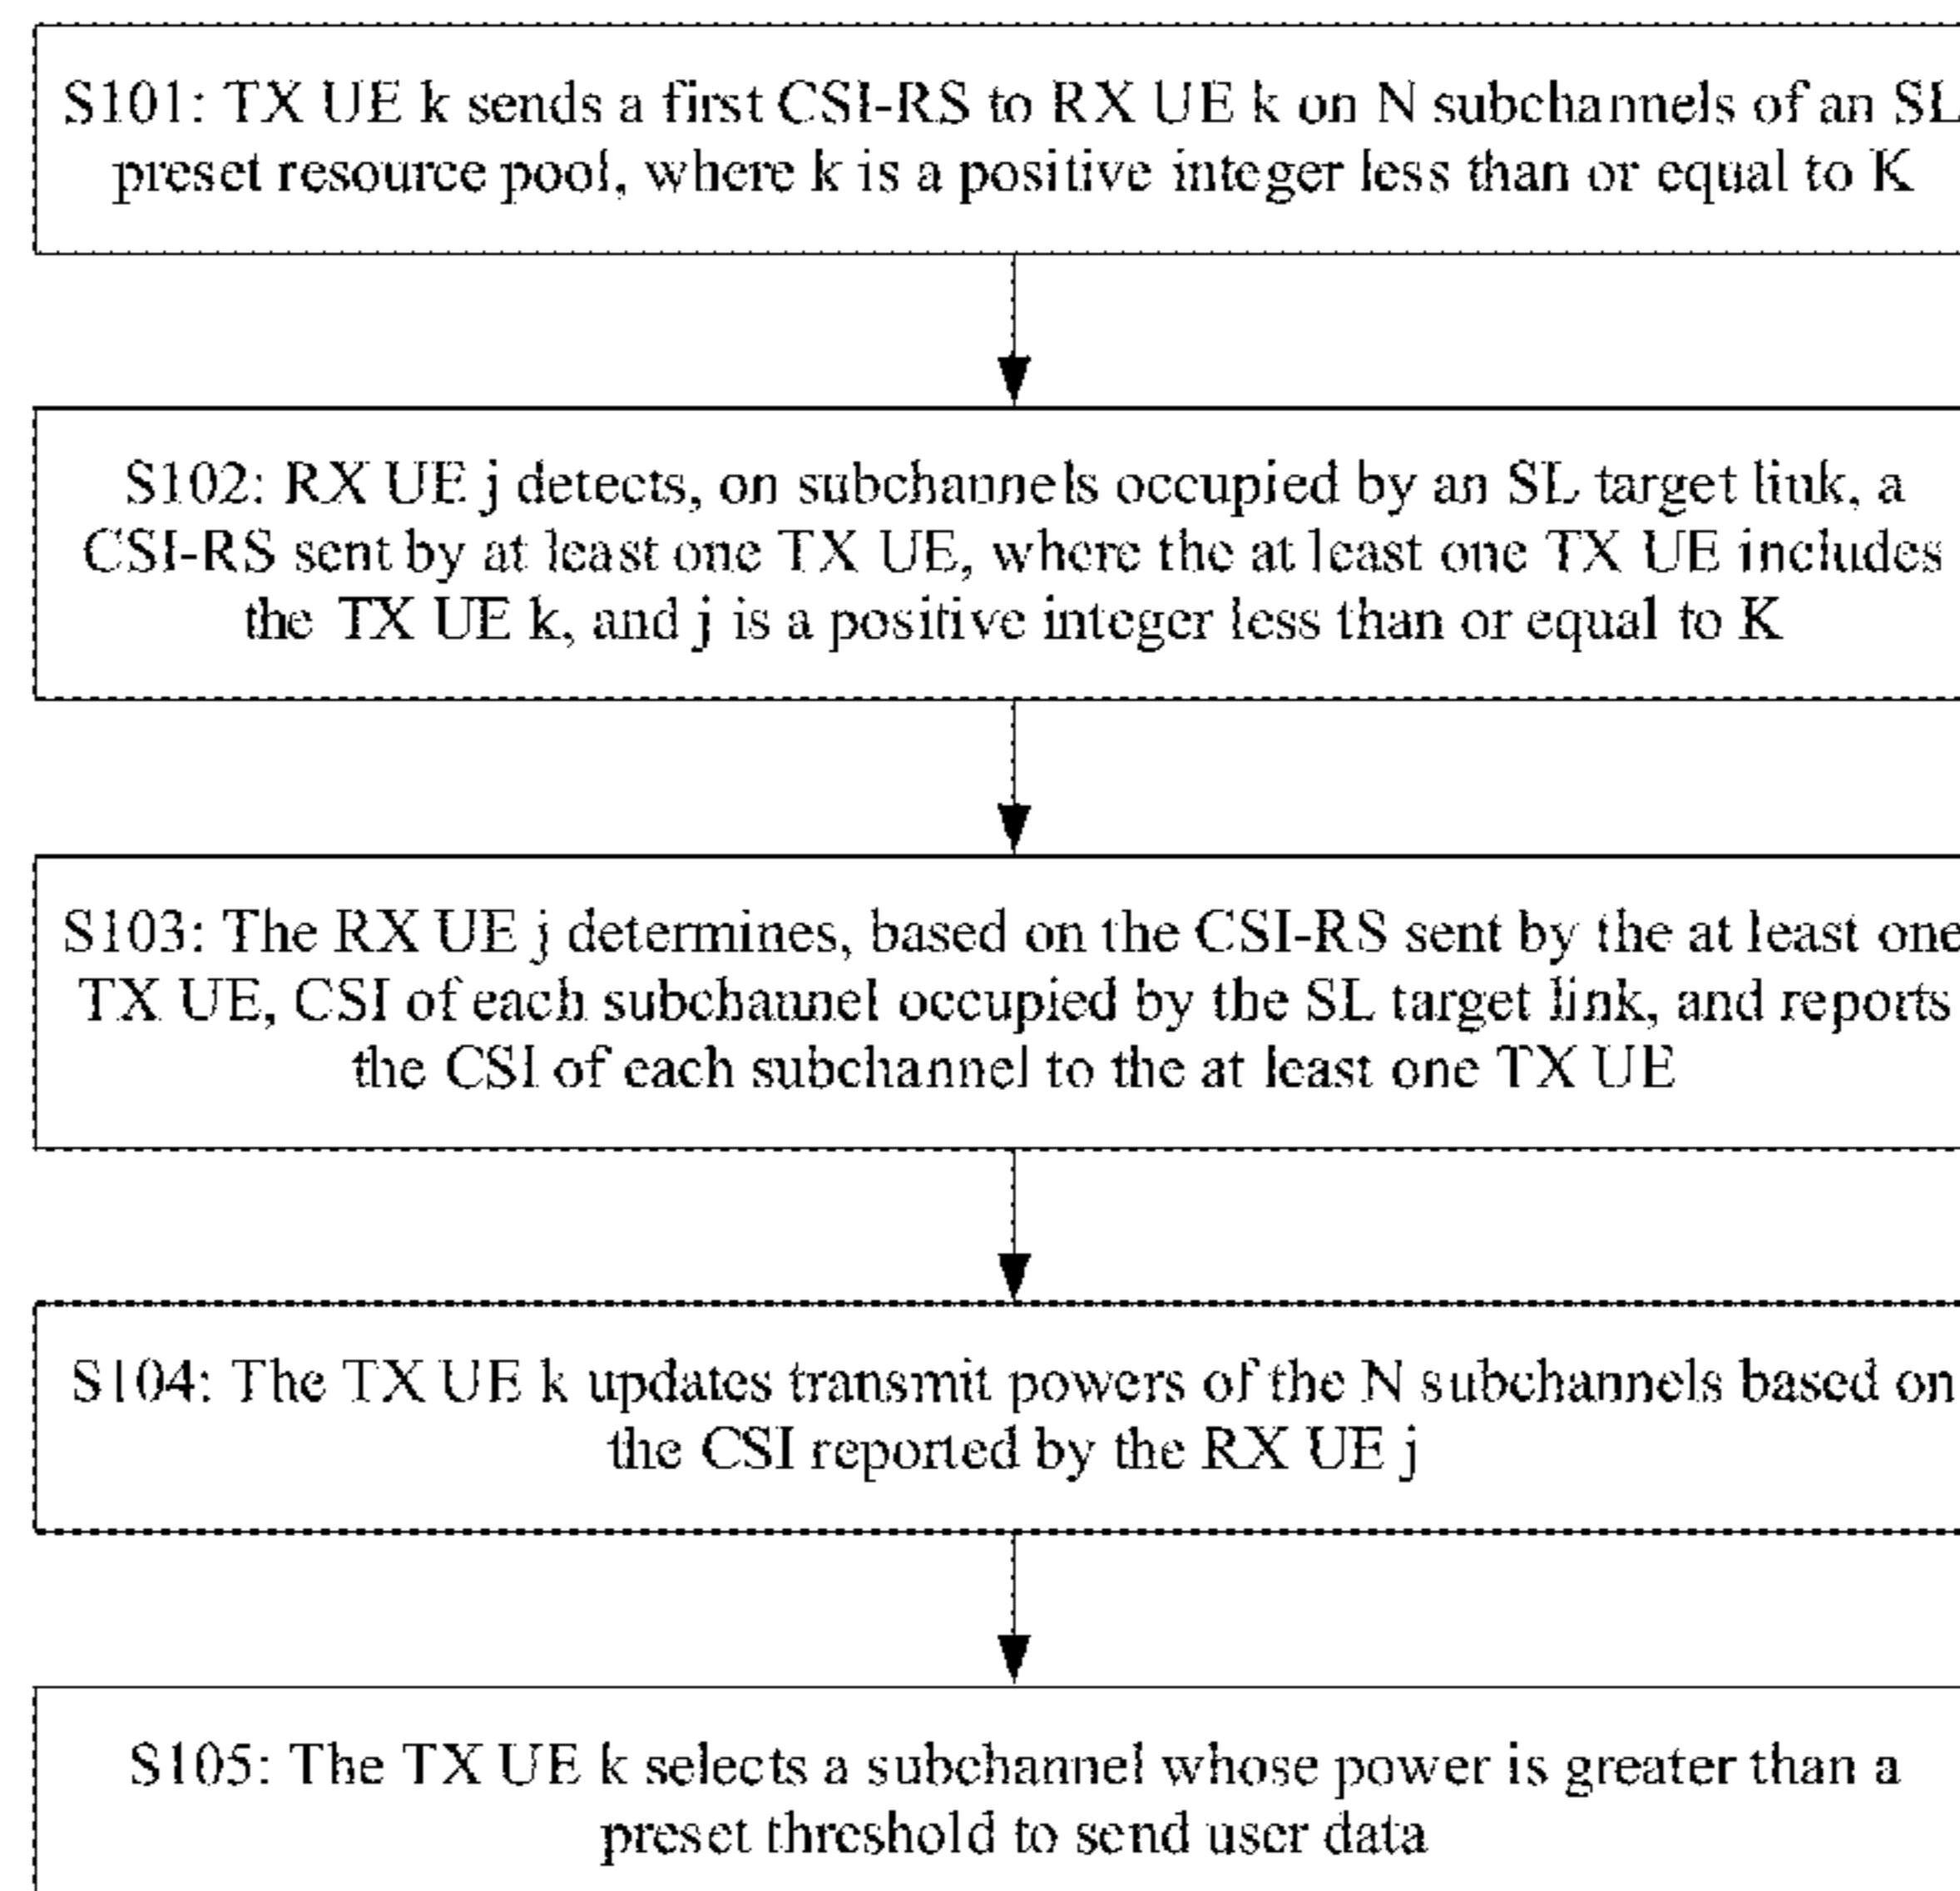 S101: TX UE k sends a first CSI-RS to RX UE k on N subchannels of an SL
preset resource pool, where k is a positive integer less than or equal to K
S102: RX UE j detects, on subchannels occupied by an SL target link, a
CSI-RS sent by at least one TX UE, where the at least one TX UE includes
the TX UE k, and j is a positive integer less than or equal to K
S103: The RX UE j determines, based on the CSI-RS sent by the at least one
TX UE, CSI of each subchannel occupied by the SL target link, and reports
the CSI of each subchannel to the at least one TX UE
S104: The TX UE k updates transmit powers of the N subchannels based on
the CSI reported by the RX UE j
S105: The TX UE k selects a subchannel whose power is greater than a
preset threshold to send user data